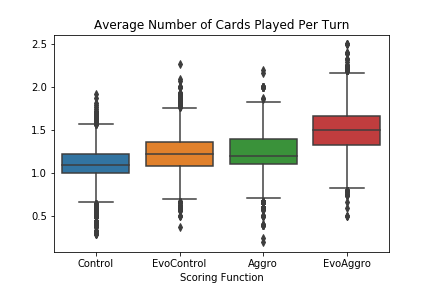 Average Number of Cards Played Per Turn
2.5
2.0
1.5
1.0
0.5
Control EvoControl Aggro EvoAggro
Scoring Function